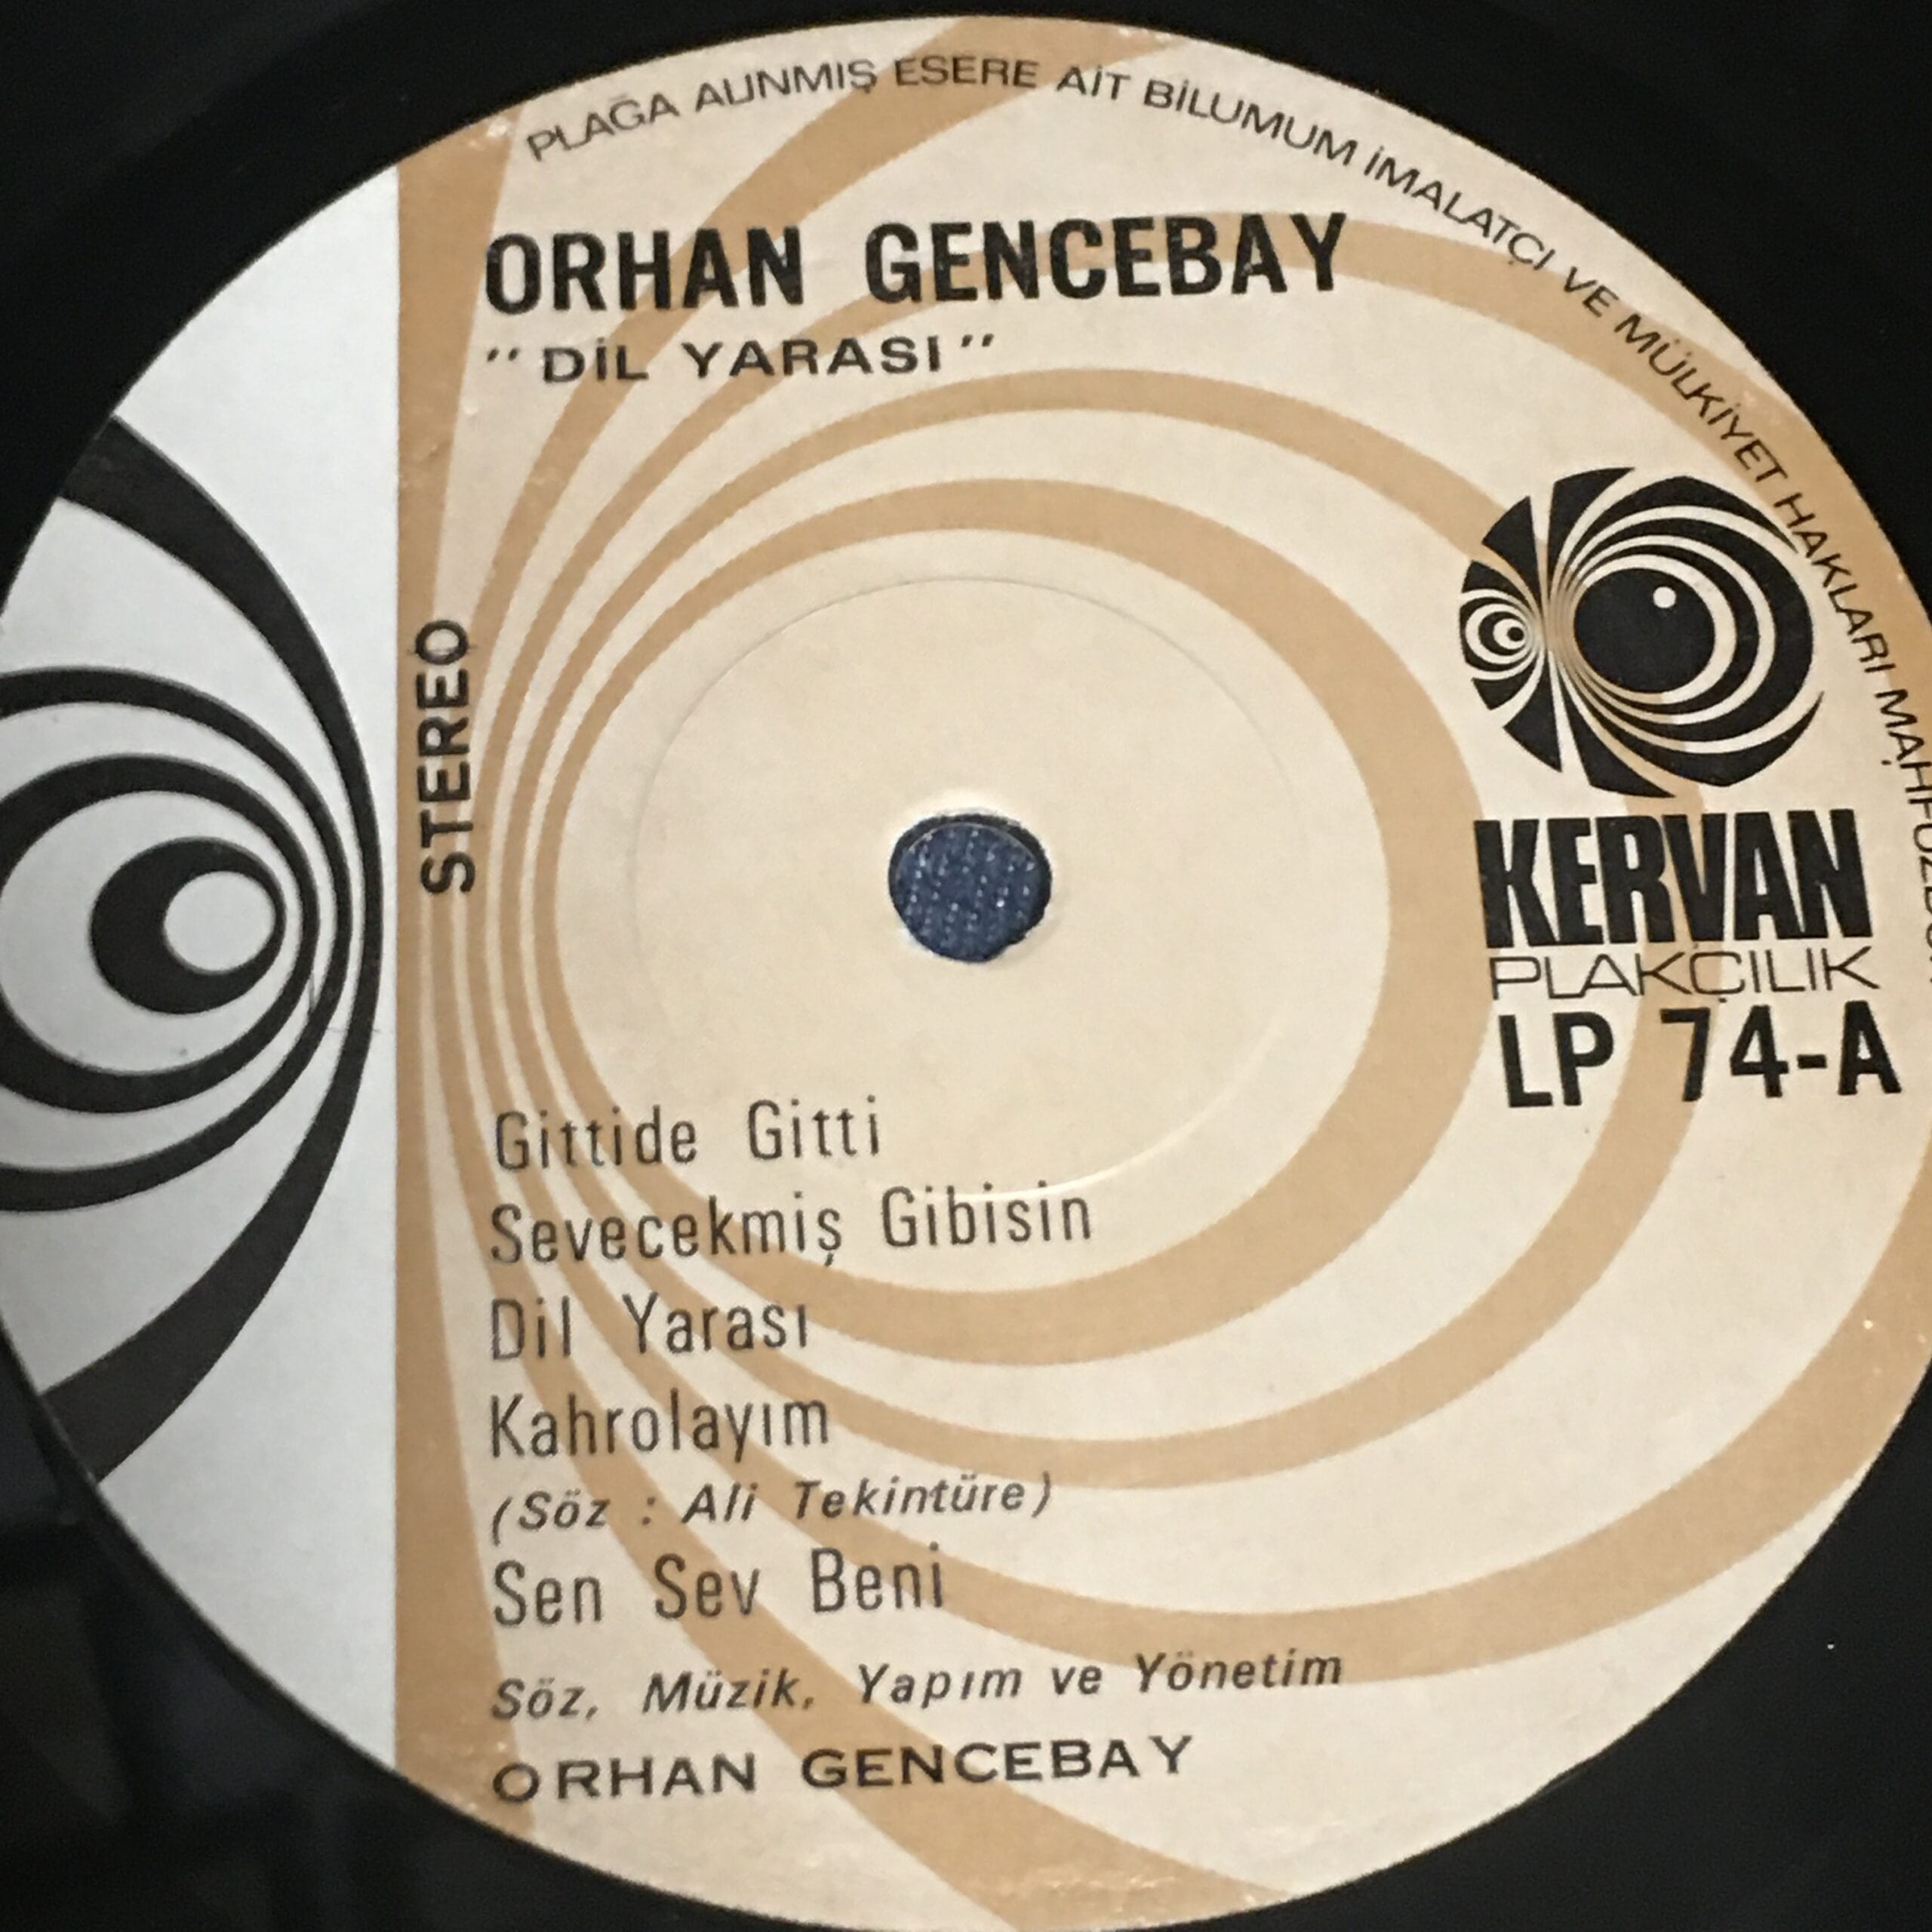 PLAĞA ALINMIŞ ESERE AİT BİLUMUM İMALATÇI VE MÜLKİYET HAKLARI
ORHAN GENCEBAY
"DİL YARASI"
STEREO
KERVAN
PLAKÇILIK
LP 74-A
Gittide Gitti
Sevecekmiş Gibisin
Dil Yarası
Kahrolayım
(Söz : Ali Tekintüre)
Sen Sev Beni
Söz, Müzik, Yapım ve Yönetim
ORHAN GENCEBAY